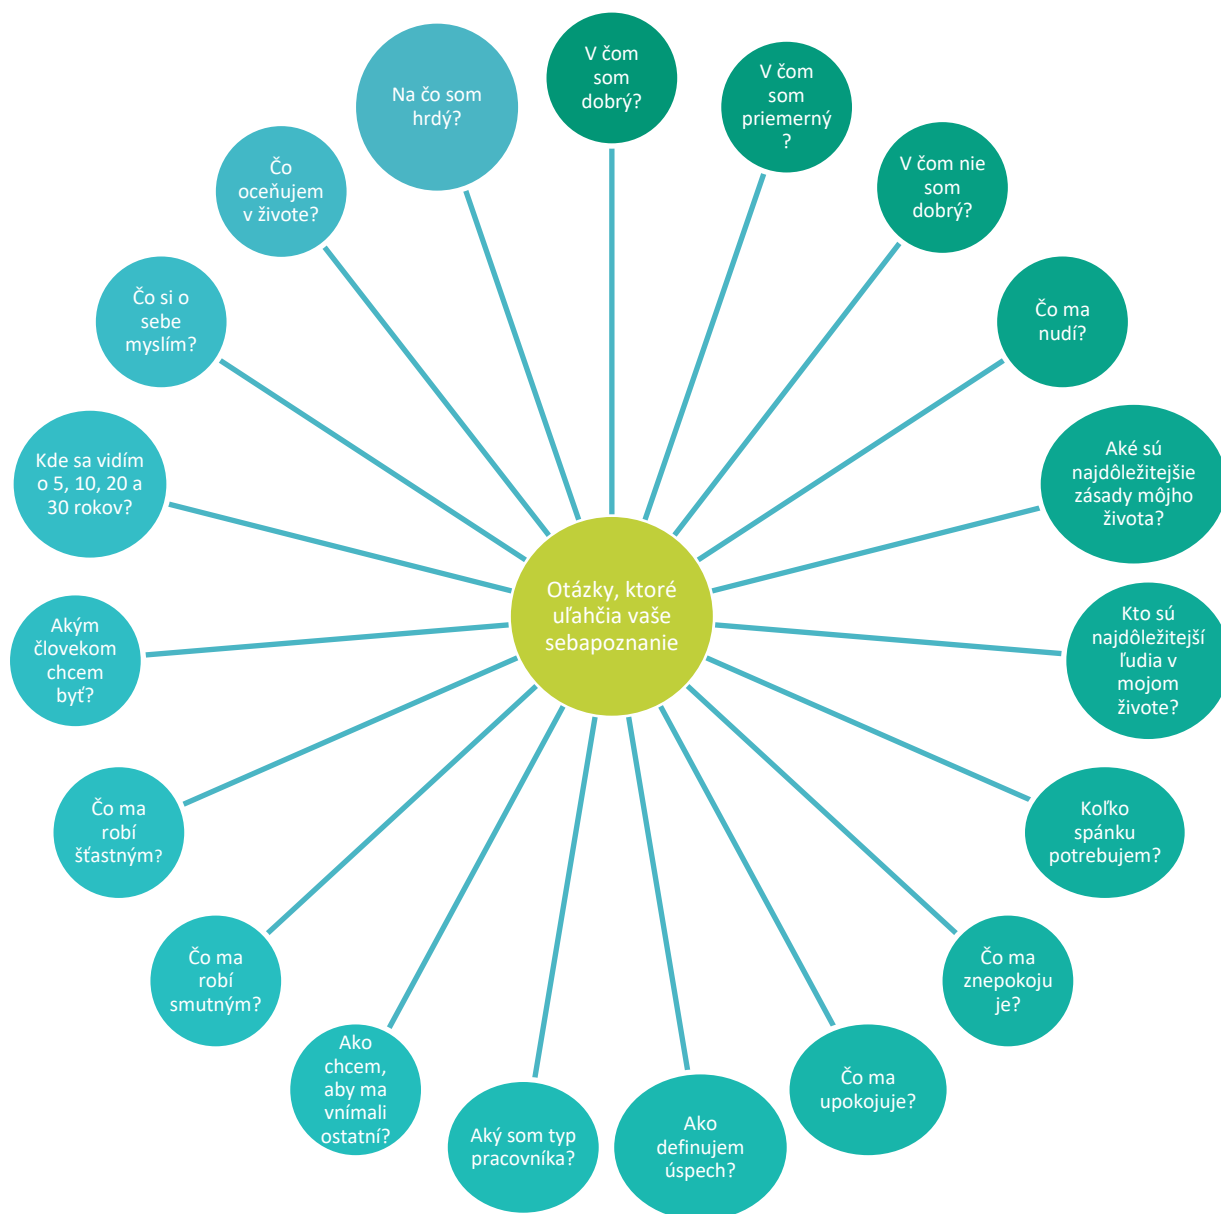 Otázky, ktoré
uľahčia vaše
sebapoznanie
V čom
som
dobrý?
V čom
som
priemerný
?
V čom nie
som
dobrý?
Čo ma
nudí?
Aké sú
najdôležitejšie
zásady môjho
života?
Kto sú
najdôležitejší
ľudia v
mojom
živote?
Koľko
spánku
potrebujem?
Čo ma
znepokoju
je?
Čo ma
upokojuje?
Ako
definujem
úspech?
Aký som typ
pracovníka?
Ako
chcem,
aby ma
vnímali
ostatní?
Čo ma
robí
smutným?
Čo ma
robí
šťastným?
Akým
človekom
chcem
byť?
Kde sa vidím
o 5, 10, 20 a
30 rokov?
Čo si o
sebe
myslím?
Čo
oceňujem
v živote?
Na čo som
hrdý?